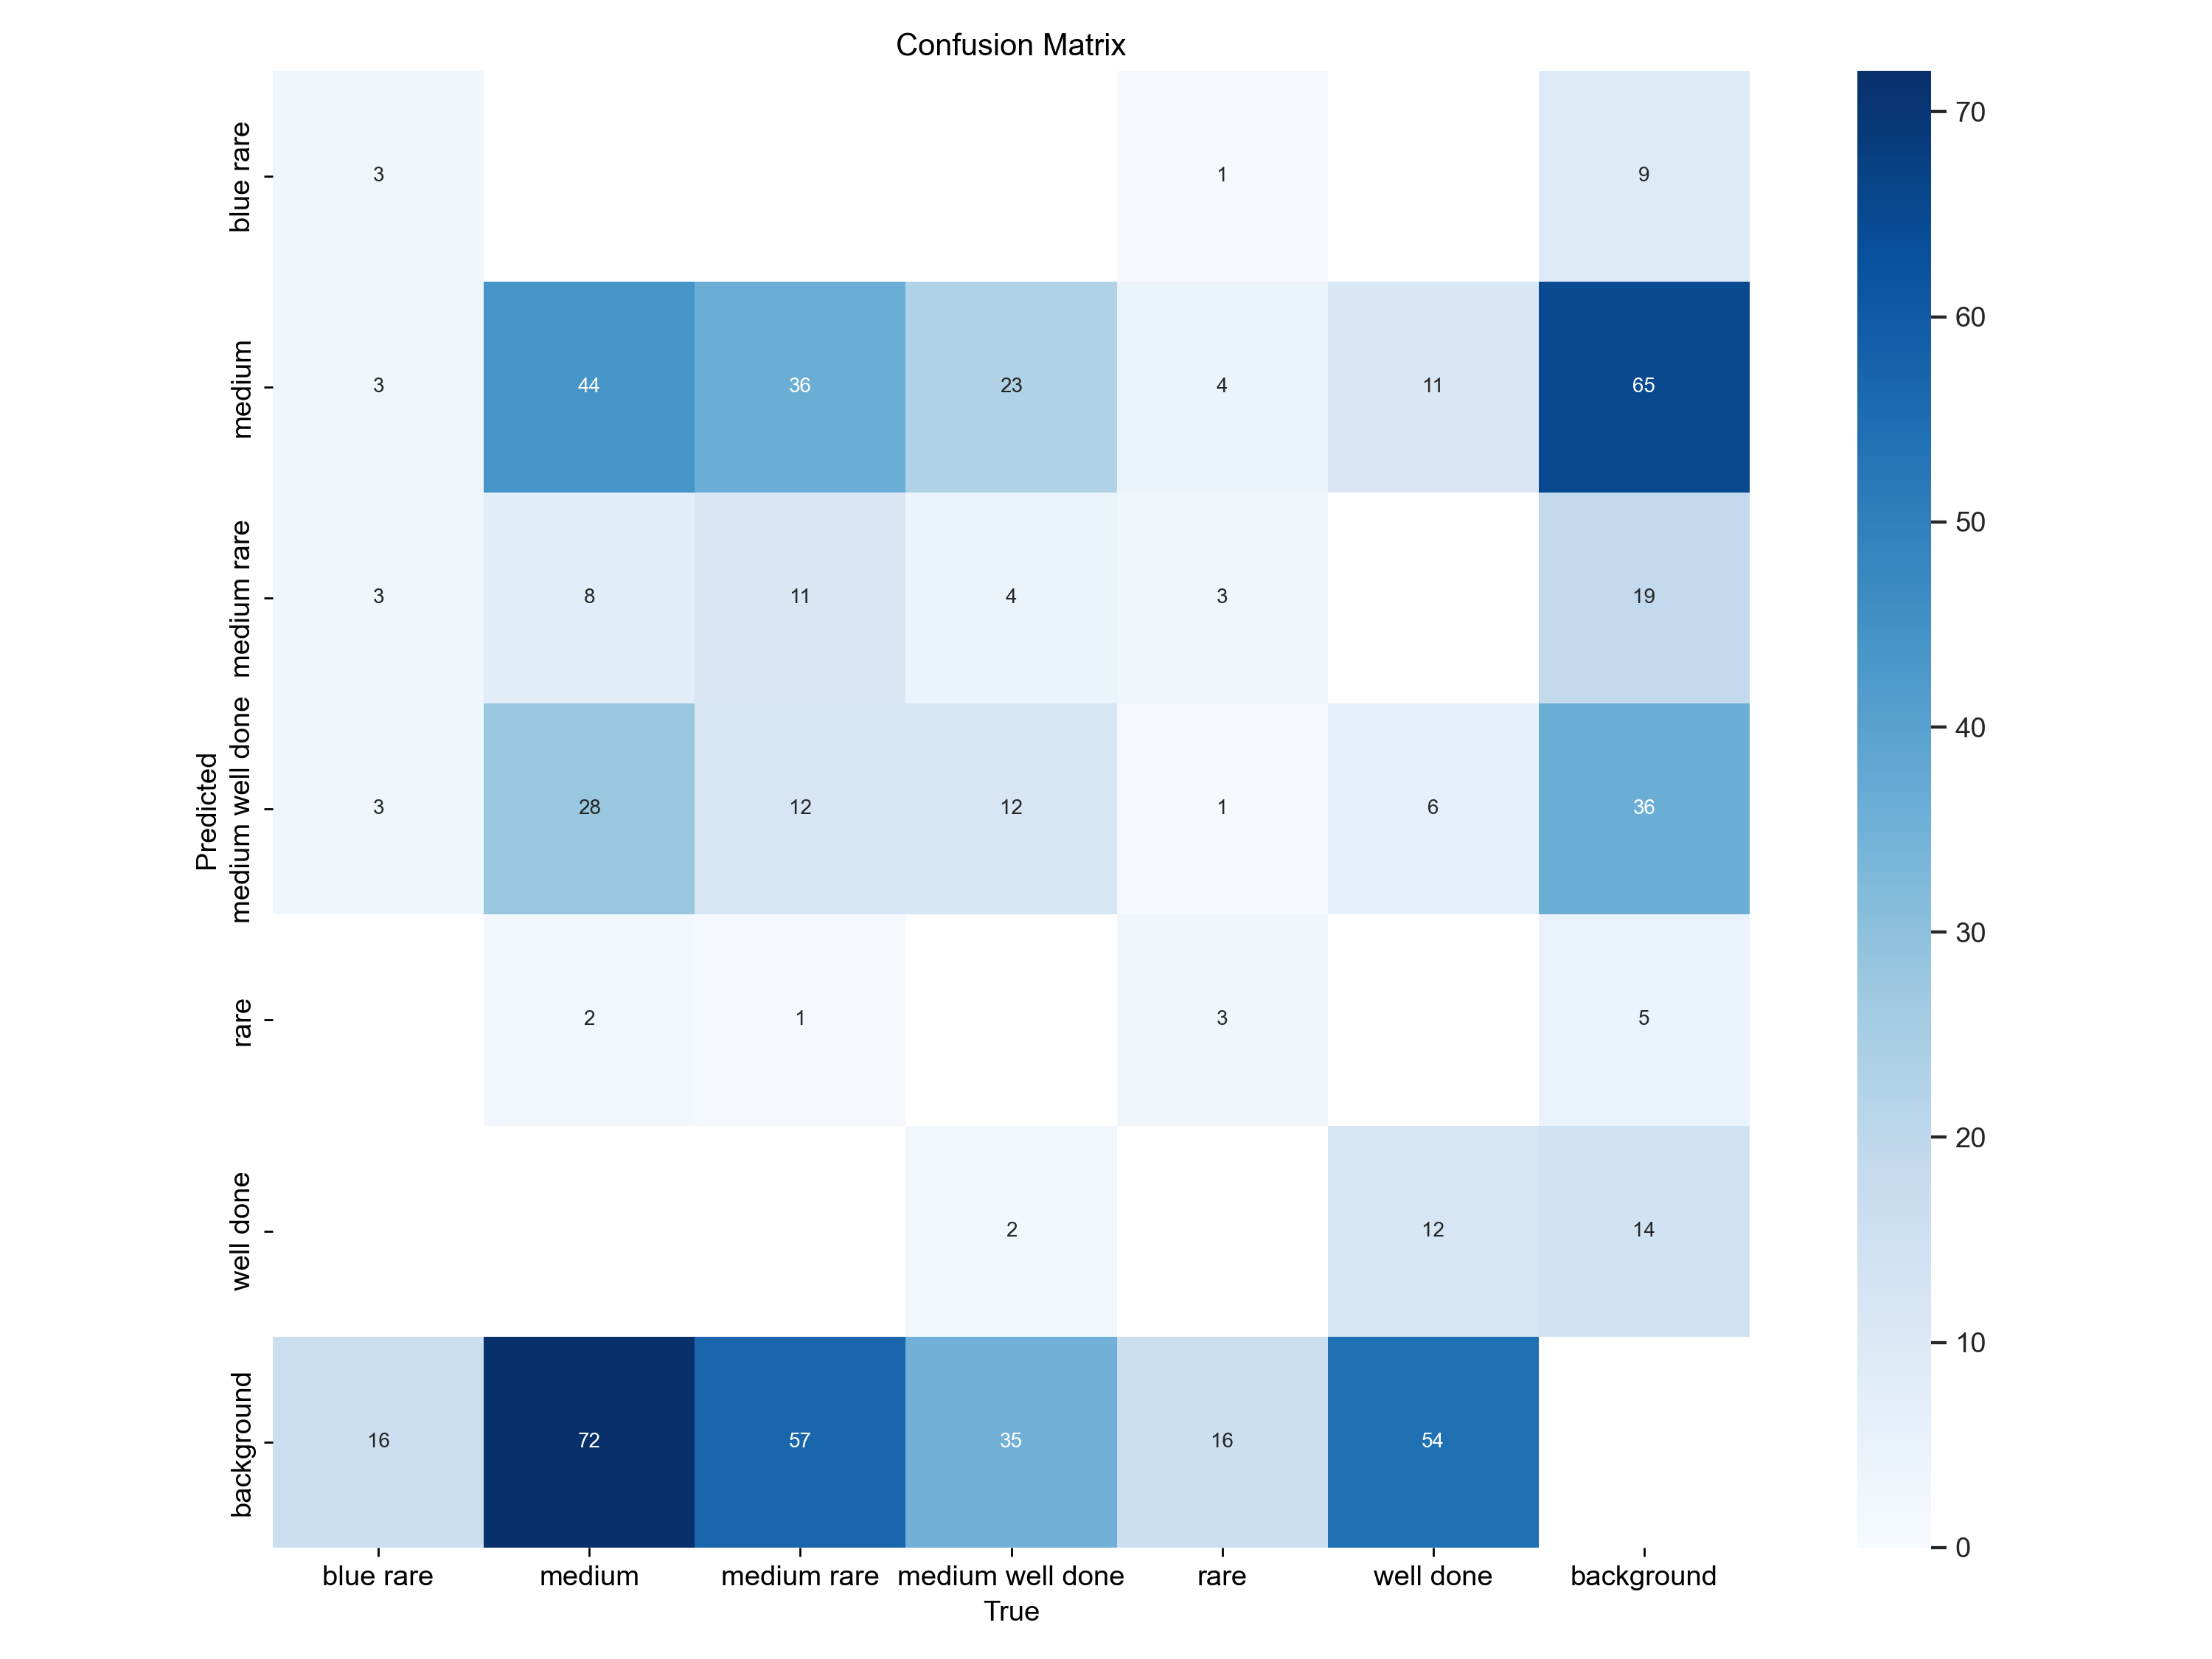 Confusion Matrix
Predicted
blue rare
3
1
9
medium
3
44
36
23
4
11
65
medium rare
3
8
11
4
3
19
medium well done
3
28
12
12
1
6
36
rare
2
1
3
5
well done
2
12
14
background
16
72
57
35
16
54
blue rare
medium
medium rare
medium well done
rare
well done
background
True
70
60
50
40
30
20
10
0